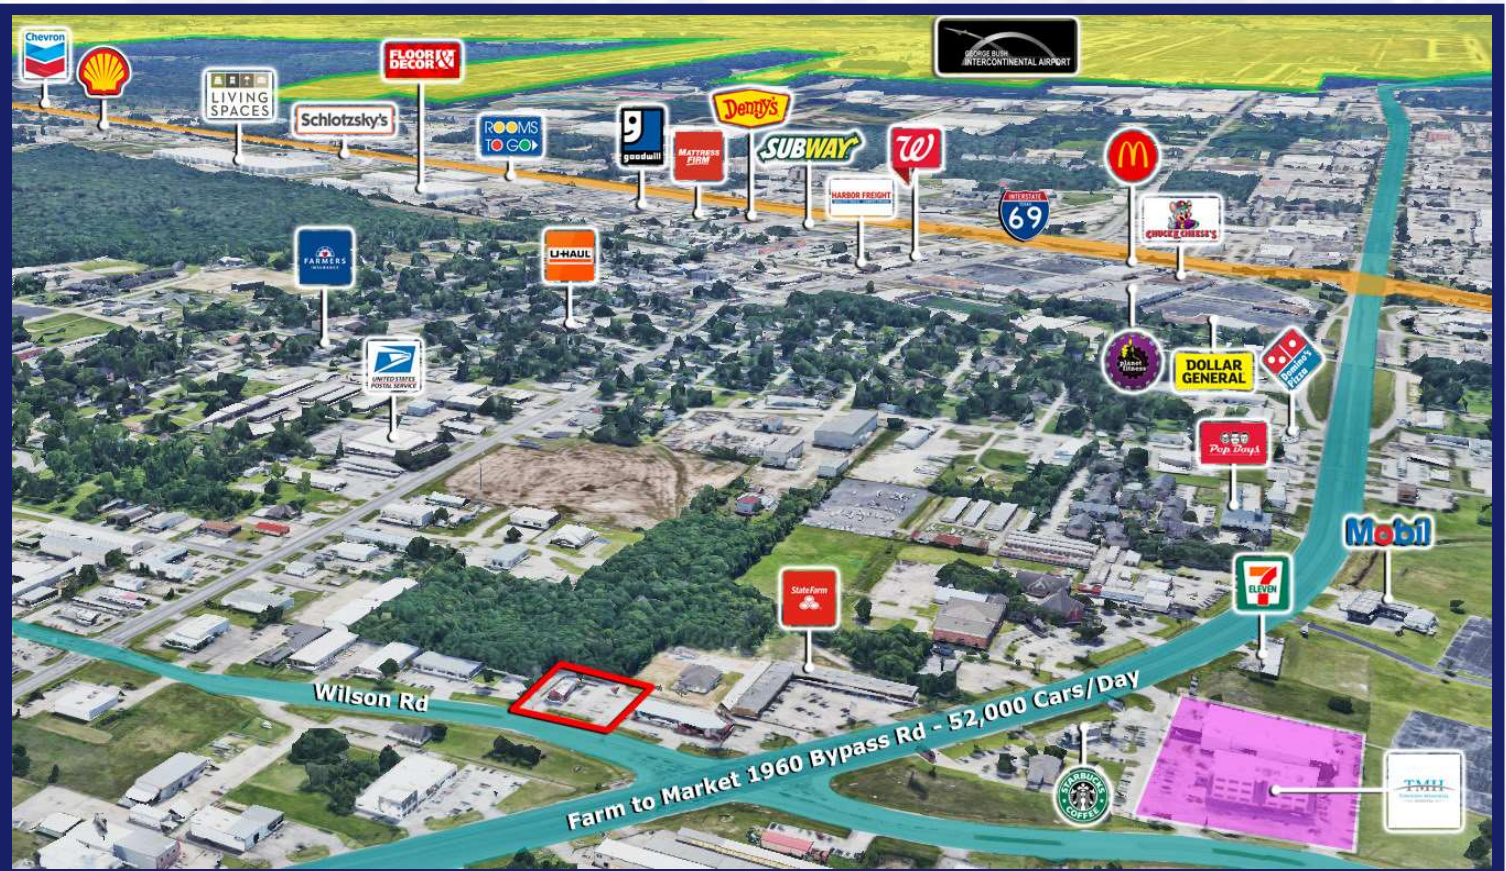 Chevron
GEORGE BUSH
INTERCONTINENTAL AIRPORT
FLOOR &
DECOR
LIVING
SPACES
Schlotzsky's
ROOMS
TO GO
goodwill
MATTRESS
FIRM
Denny's
SUBWAY
W
HARBOR FREIGHT
INTERSTATE
TEXAS
69
M
CHUCK E. CHEESE'S
FARMERS
INSURANCE
U-HAUL
UNITED STATES
POSTAL SERVICE
planet
fitness
DOLLAR
GENERAL
Domino's
Pizza
Pep Boys
Mobil
7
ELEVEN
StateFarm
Wilson Rd
Farm to Market 1960 Bypass Rd - 52,000 Cars/Day
STARBUCKS
COFFEE
TMH